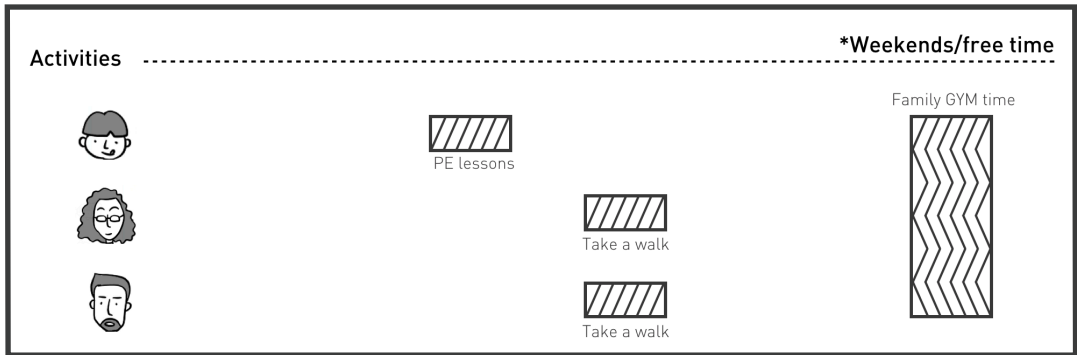 Activities
*Weekends/free time
Family GYM time
PE lessons
Take a walk
Take a walk